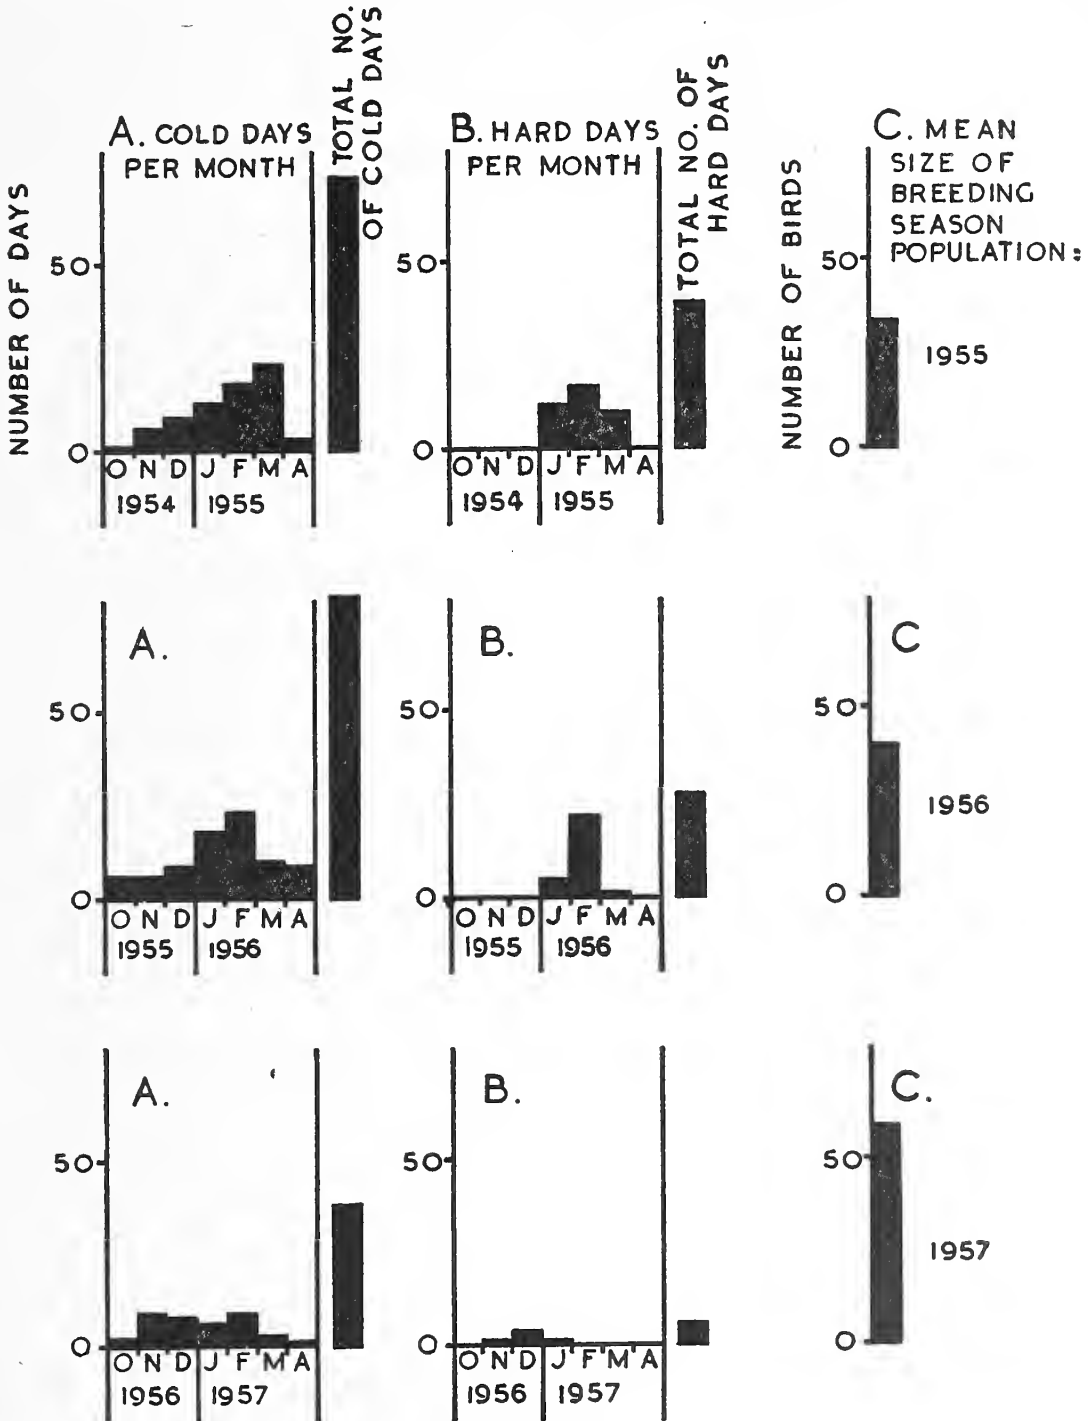 A. COLD DAYS
PER MONTH
TOTAL NO.
OF COLD DAYS
B. HARD DAYS
PER MONTH
TOTAL NO. OF
HARD DAYS
C. MEAN
SIZE OF
BREEDING
SEASON
POPULATION:
NUMBER OF DAYS
50
0
O N D J F M A
1954 1955
50
0
O N D J F M A
1954 1955
NUMBER OF BIRDS
50
0
1955
A.
50
0
O N D J F M A
1955 1956
B.
50
0
O N D J F M A
1955 1956
C
50
0
1956
A.
50
0
O N D J F M A
1956 1957
B.
50
0
O N D J F M A
1956 1957
C.
50
0
1957